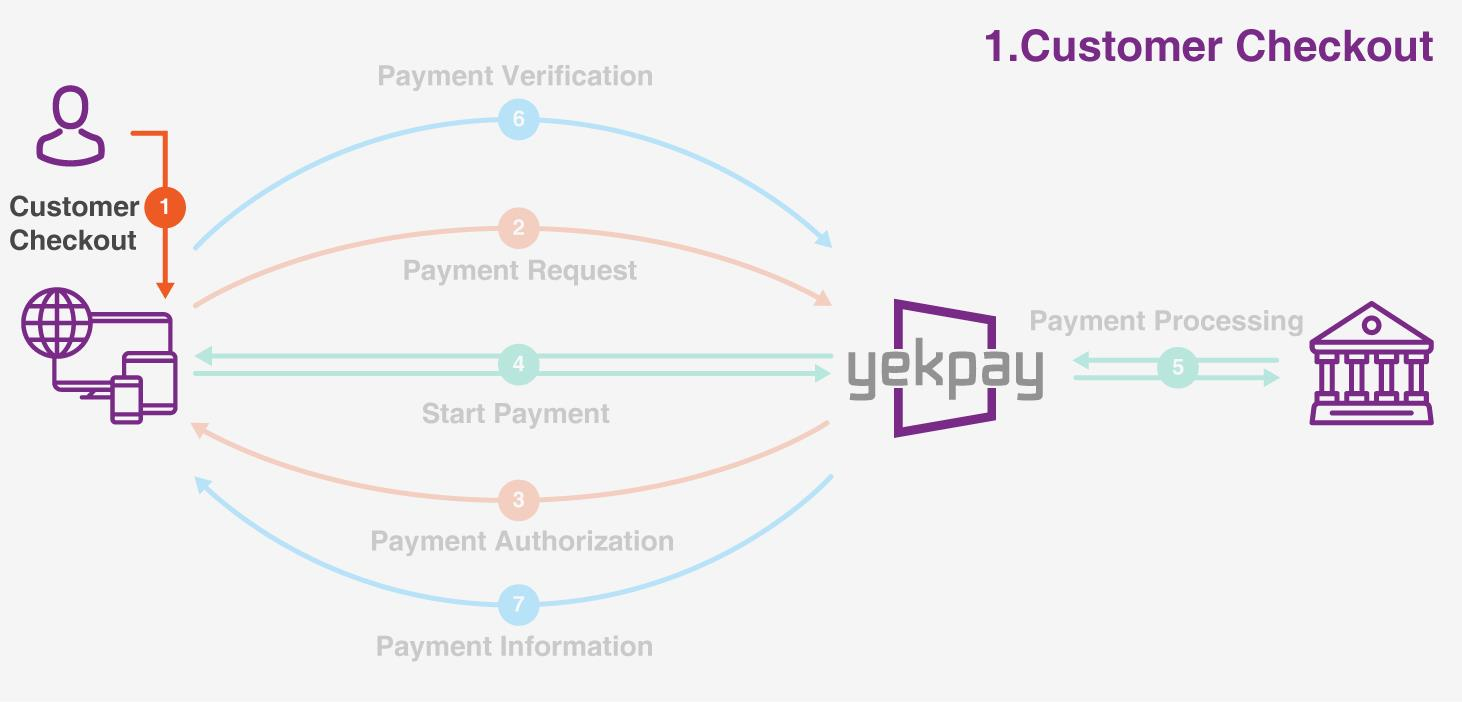 1.Customer Checkout
Payment Verification
6
Customer
Checkout
1
2
Payment Request
4
Start Payment
yekpay
Payment Processing
5
3
Payment Authorization
7
Payment Information